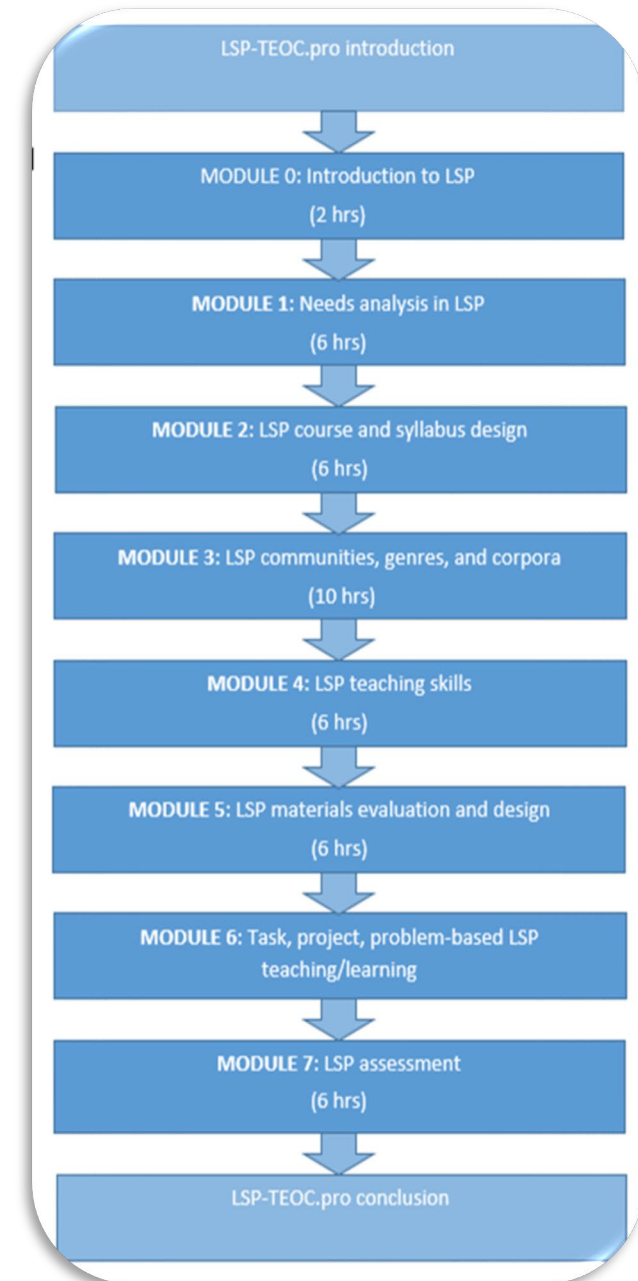 LSP-TEOC.pro introduction
MODULE 0: Introduction to LSP
(2 hrs)
MODULE 1: Needs analysis in LSP
(6 hrs)
MODULE 2: LSP course and syllabus design
(6 hrs)
MODULE 3: LSP communities, genres, and corpora
(10 hrs)
MODULE 4: LSP teaching skills
(6 hrs)
MODULE 5: LSP materials evaluation and design
(6 hrs)
MODULE 6: Task, project, problem-based LSP
teaching/learning
MODULE 7: LSP assessment
(6 hrs)
LSP-TEOC.pro conclusion